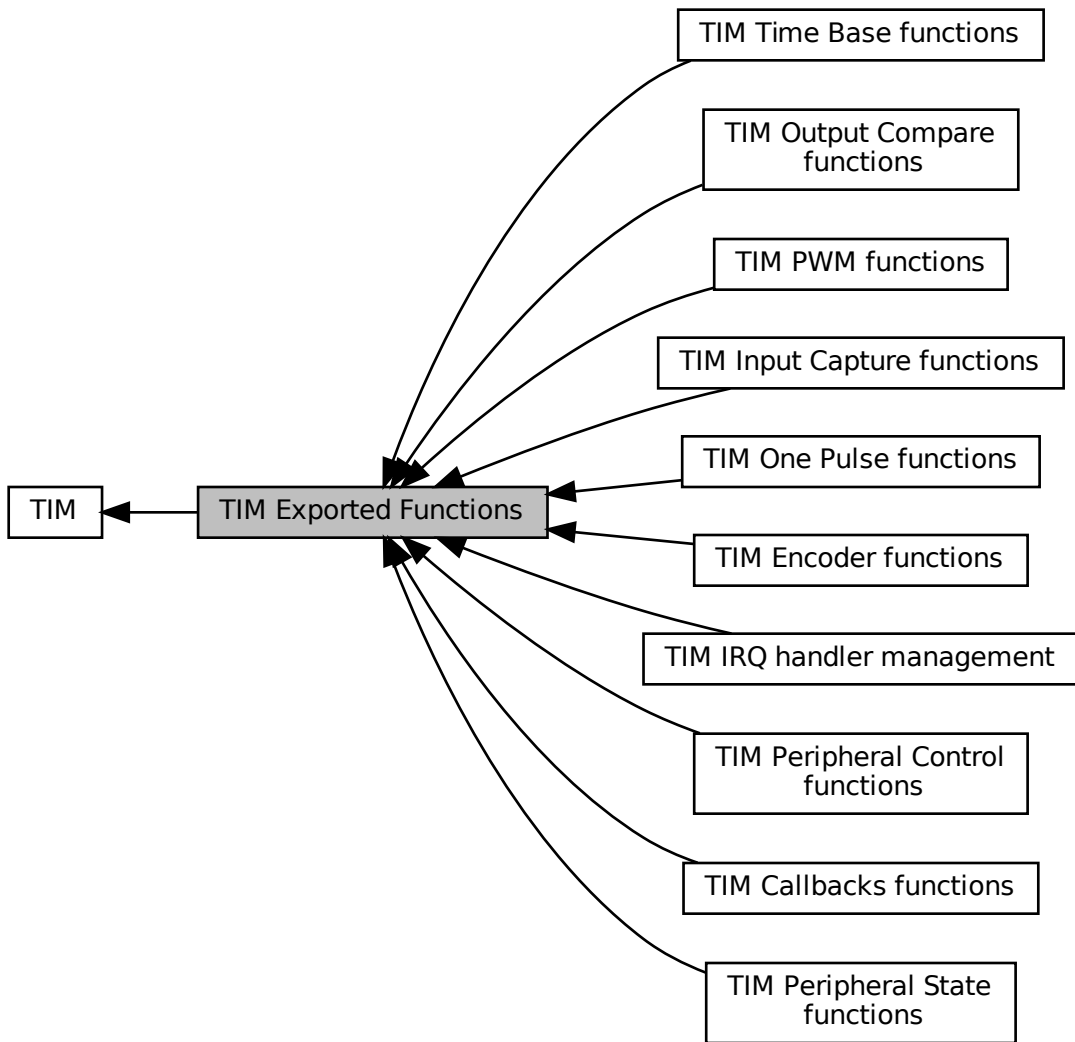 TIM Time Base functions
TIM Output Compare
functions
TIM PWM functions
TIM Input Capture functions
TIM One Pulse functions
TIM
TIM Exported Functions
TIM Encoder functions
TIM IRQ handler management
TIM Peripheral Control
functions
TIM Callbacks functions
TIM Peripheral State
functions